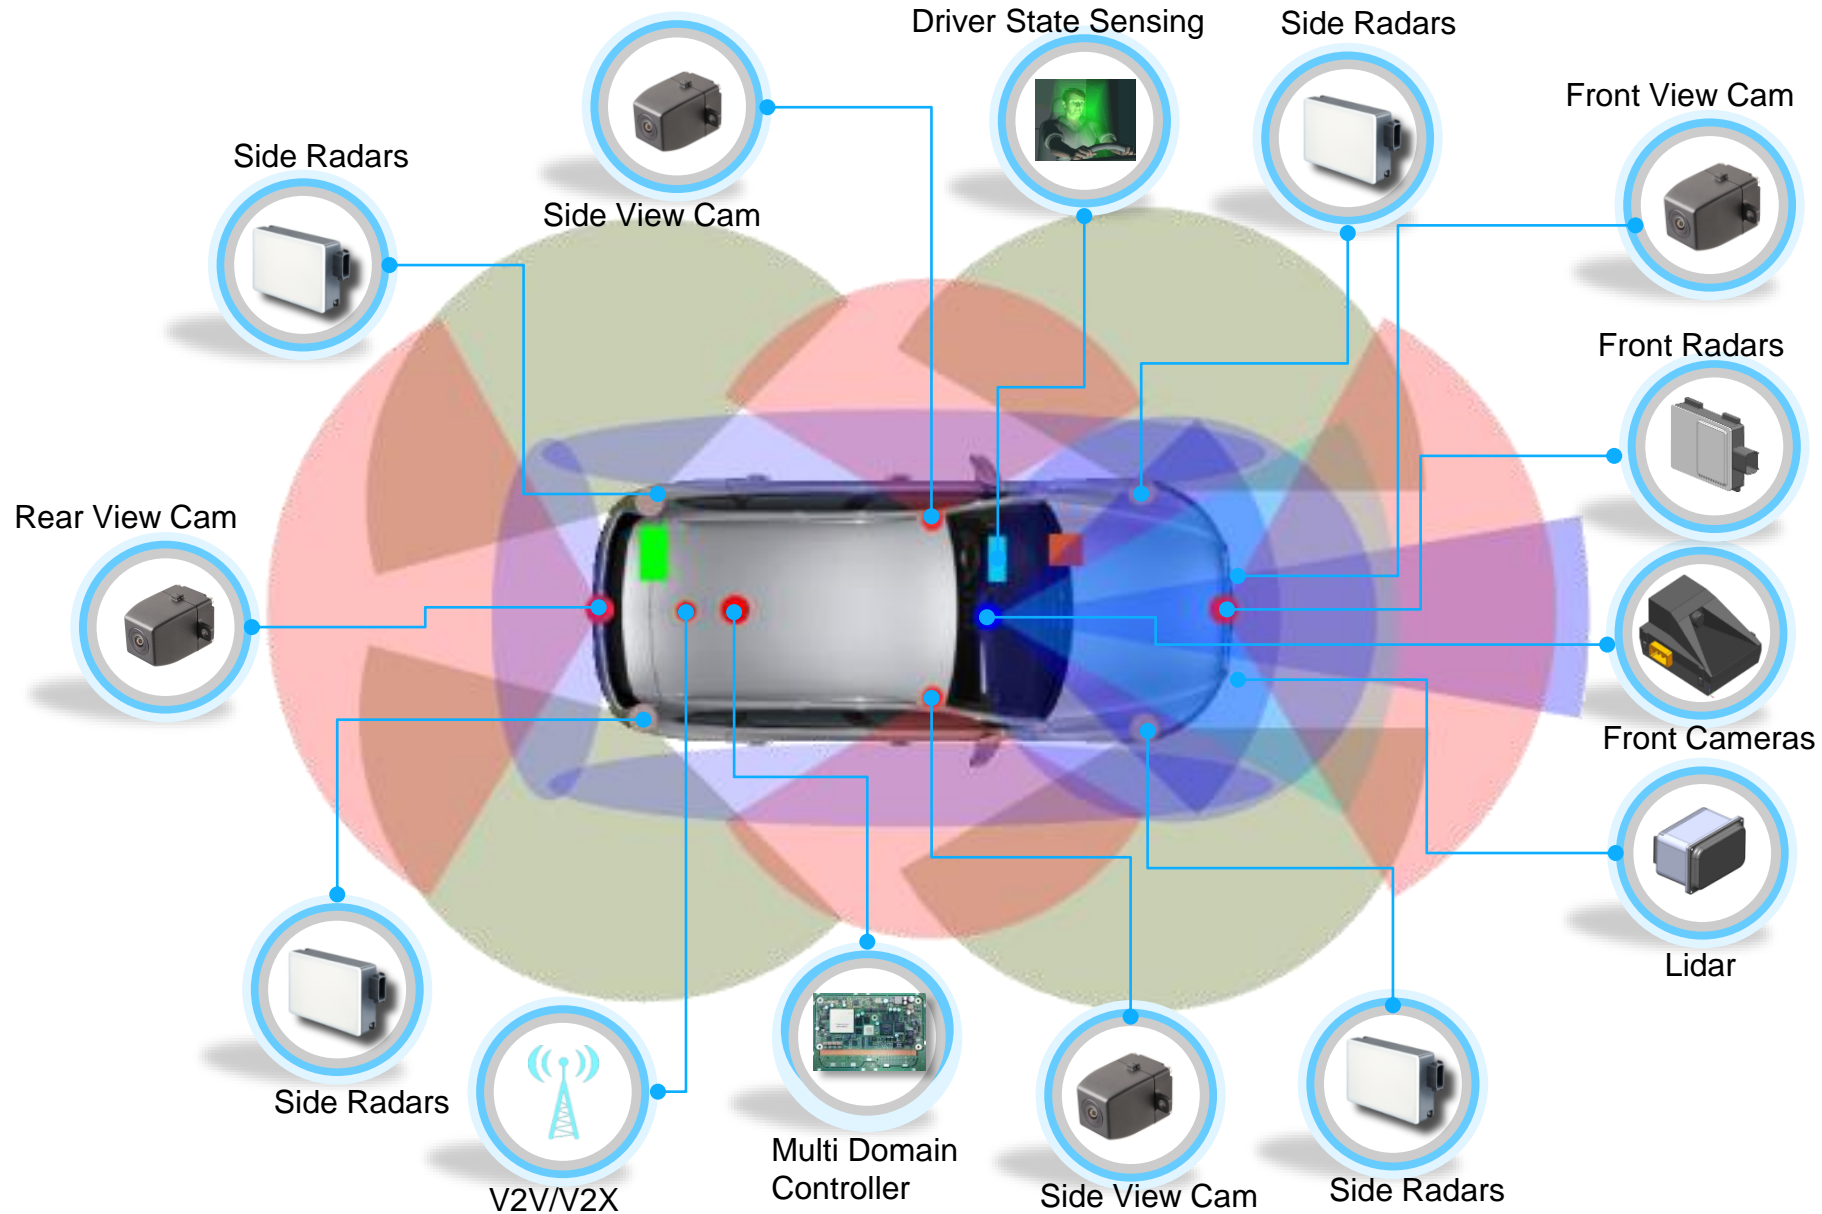 Driver State Sensing
Side Radars
Front View Cam
Side Radars
Side View Cam
Front Radars
Rear View Cam
Front Cameras
Lidar
Side Radars
V2V/V2X
Multi Domain
Controller
Side View Cam
Side Radars